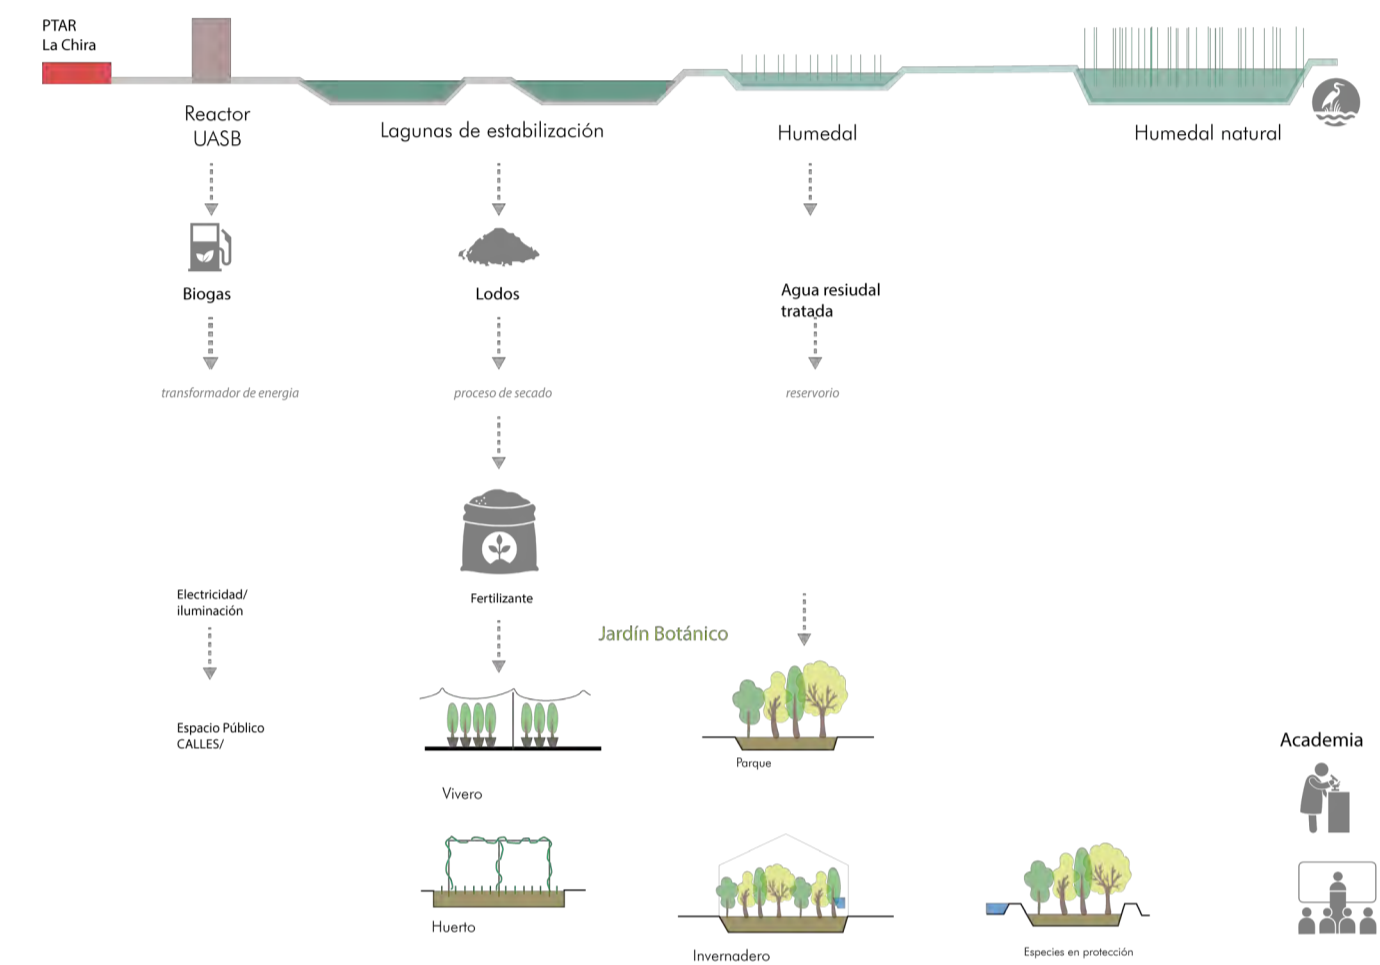 PTAR
La Chira
Reactor
UASB
Lagunas de estabilización
Humedal
Humedal natural
Biogas
Lodos
Agua resiudal
tratada
transformador de energia
proceso de secado
reservorio
Electricidad/
iluminación
Fertilizante
Jardín Botánico
Espacio Público
CALLES/
Parque
Academia
Vivero
Huerto
Invernadero
Especies en protección